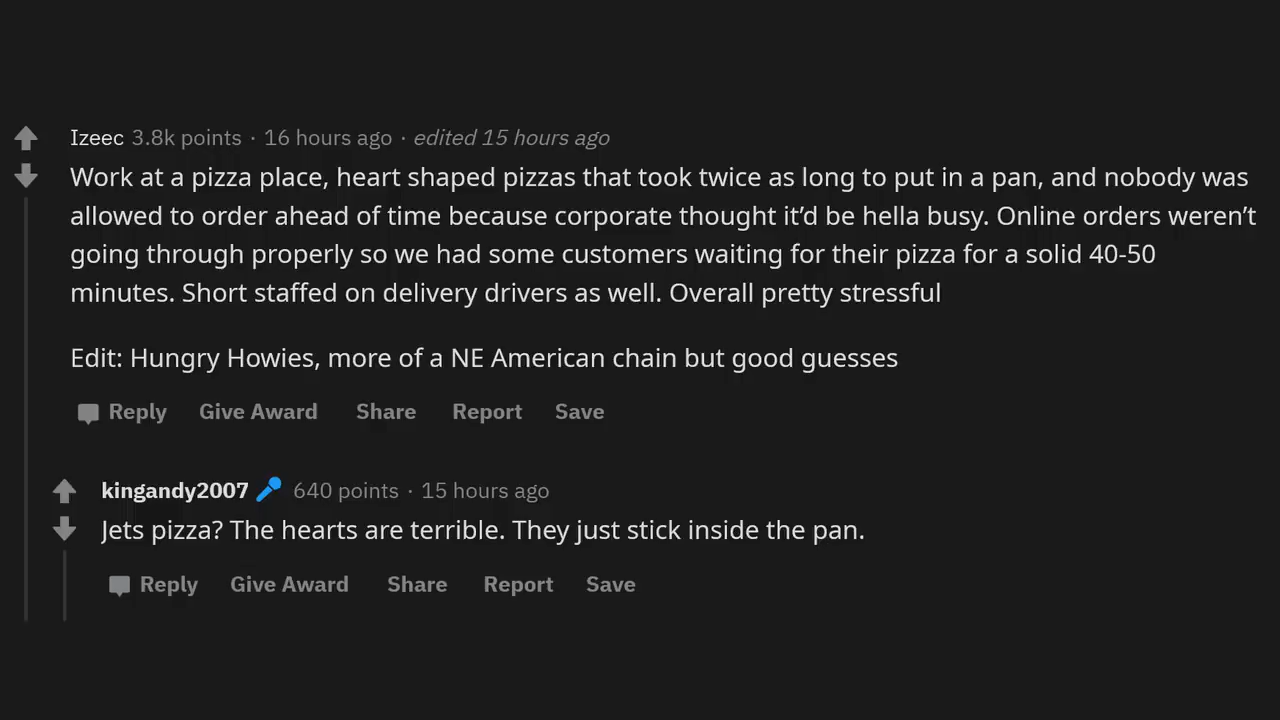 Izeec 3.8k points · 16 hours ago · edited 15 hours ago
Work at a pizza place, heart shaped pizzas that took twice as long to put in a pan, and nobody was
allowed to order ahead of time because corporate thought it’d be hella busy. Online orders weren’t
going through properly so we had some customers waiting for their pizza for a solid 40-50
minutes. Short staffed on delivery drivers as well. Overall pretty stressful
Edit: Hungry Howies, more of a NE American chain but good guesses
Reply Give Award Share Report Save
kingandy2007 640 points · 15 hours ago
Jets pizza? The hearts are terrible. They just stick inside the pan.
Reply Give Award Share Report Save